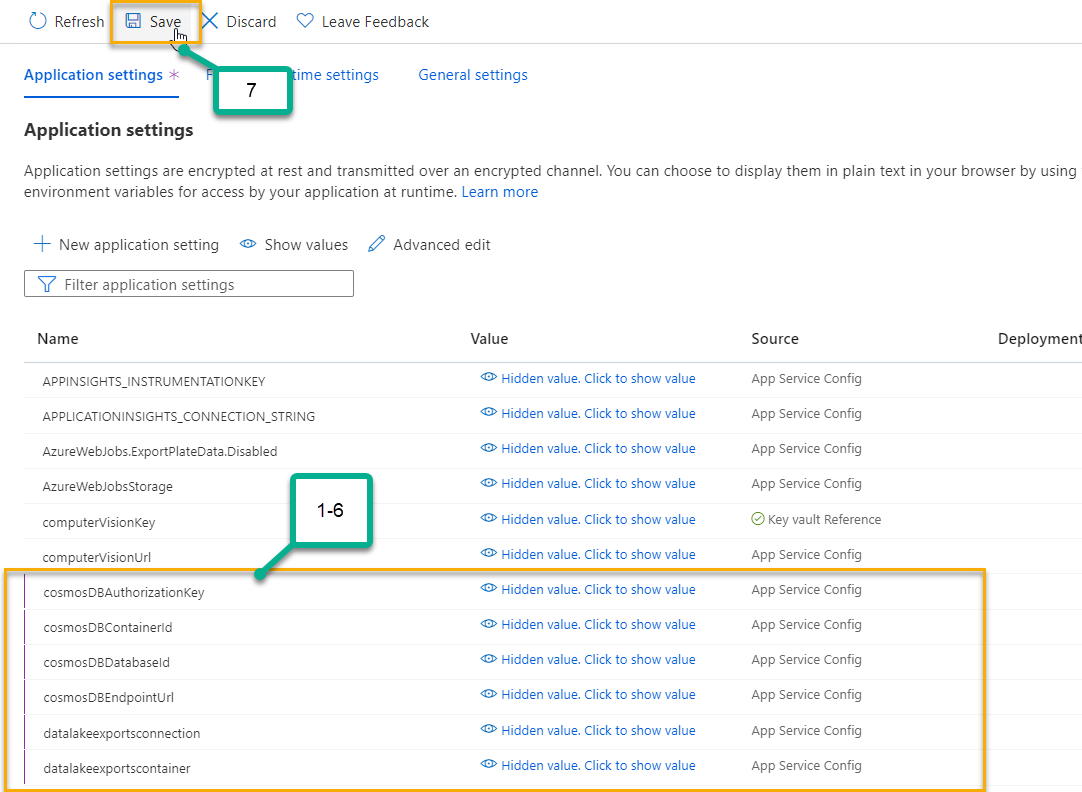 Refresh Save Discard Leave Feedback
7
Application settings * F time settings General settings
Application settings
Application settings are encrypted at rest and transmitted over an encrypted channel. You can choose to display them in plain text in your browser by using
environment variables for access by your application at runtime. Learn more
New application setting Show values Advanced edit
Filter application settings
Name Value Source Deployment
APPINSIGHTS_INSTRUMENTATIONKEY Hidden value. Click to show value App Service Config
APPLICATIONINSIGHTS_CONNECTION_STRING Hidden value. Click to show value App Service Config
AzureWebJobs.ExportPlateData.Disabled Hidden value. Click to show value App Service Config
AzureWebJobsStorage Hidden value. Click to show value App Service Config
1-6
computerVisionKey Hidden value. Click to show value Key vault Reference
computerVisionUrl Hidden value. Click to show value App Service Config
cosmosDBAuthorizationKey Hidden value. Click to show value App Service Config
cosmosDBContainerId Hidden value. Click to show value App Service Config
cosmosDBDatabaseId Hidden value. Click to show value App Service Config
cosmosDBEndpointUrl Hidden value. Click to show value App Service Config
datalakeexportsconnection Hidden value. Click to show value App Service Config
datalakeexportscontainer Hidden value. Click to show value App Service Config